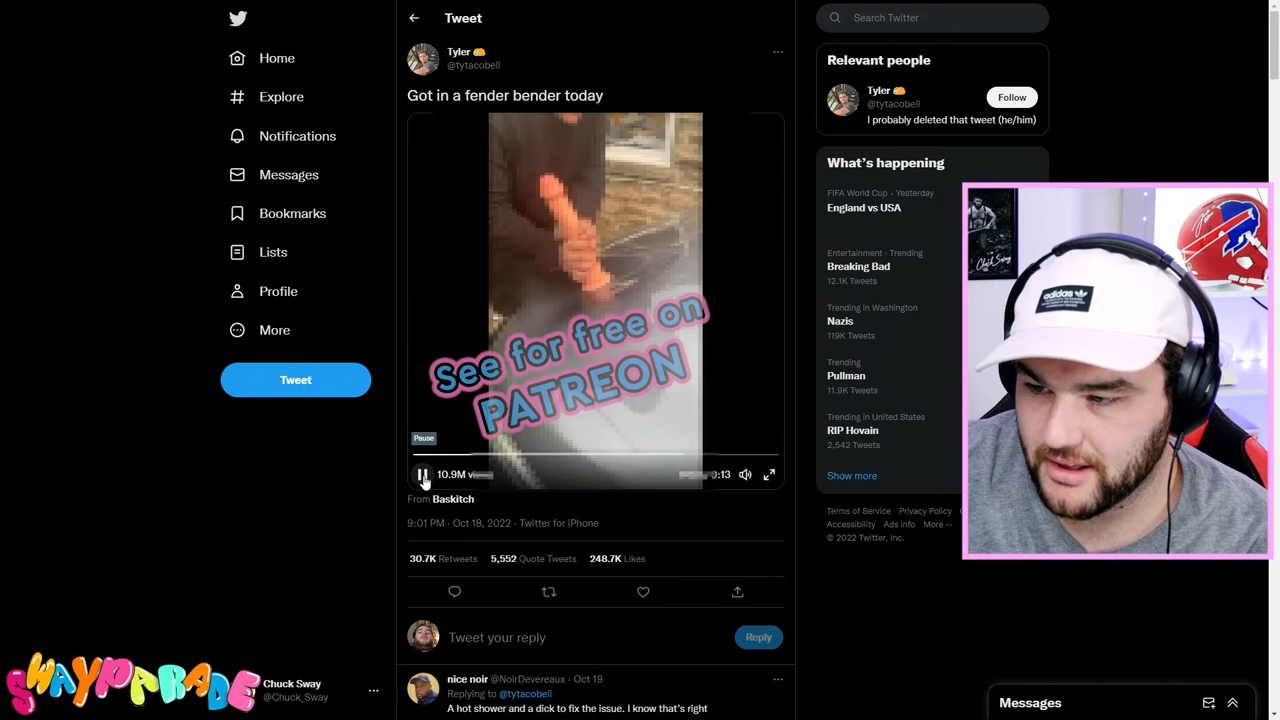 Home
Explore
Notifications
Messages
Bookmarks
Lists
Profile
More
Tweet
SWAYPARADE
Chuck Sway
@Chuck_Sway
Tweet
Tyler
@tytacobell
Got in a fender bender today
See for free on
PATREON
Pause
10.9M
0:13
From Baskitch
9:01 PM · Oct 18, 2022 · Twitter for iPhone
30.7K Retweets 5,552 Quote Tweets 248.7K Likes
Tweet your reply
Reply
nice noir @NoirDevereaux · Oct 19
Replying to @tytacobell
A hot shower and a dick to fix the issue. I know that's right
Search Twitter
Relevant people
Tyler
@tytacobell
Follow
I probably deleted that tweet (he/him)
What's happening
FIFA World Cup · Yesterday
England vs USA
Entertainment · Trending
Breaking Bad
12.1K Tweets
Trending in Washington
Nazis
119K Tweets
Trending
Pullman
11.9K Tweets
Trending in United States
RIP Hovain
2,542 Tweets
Show more
Terms of Service Privacy Policy
Accessibility Ads info More ···
© 2022 Twitter, Inc.
Chuck Sway
adidas
Messages